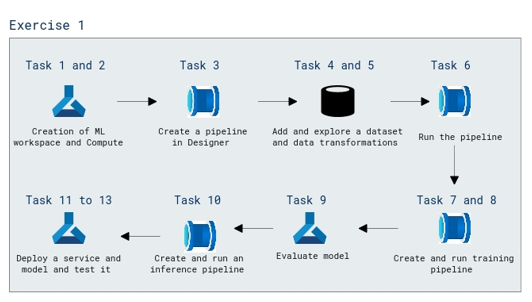 Exercise 1
Task 1 and 2
Task 3
Task 4 and 5
Task 6
Creation of ML
workspace and Compute
Create a pipeline
in Designer
Add and explore a dataset
and data transformations
Run the pipeline
Task 11 to 13
Task 10
Task 9
Task 7 and 8
Deploy a service and
model and test it
Create and run an
inference pipeline
Evaluate model
Create and run training
pipeline